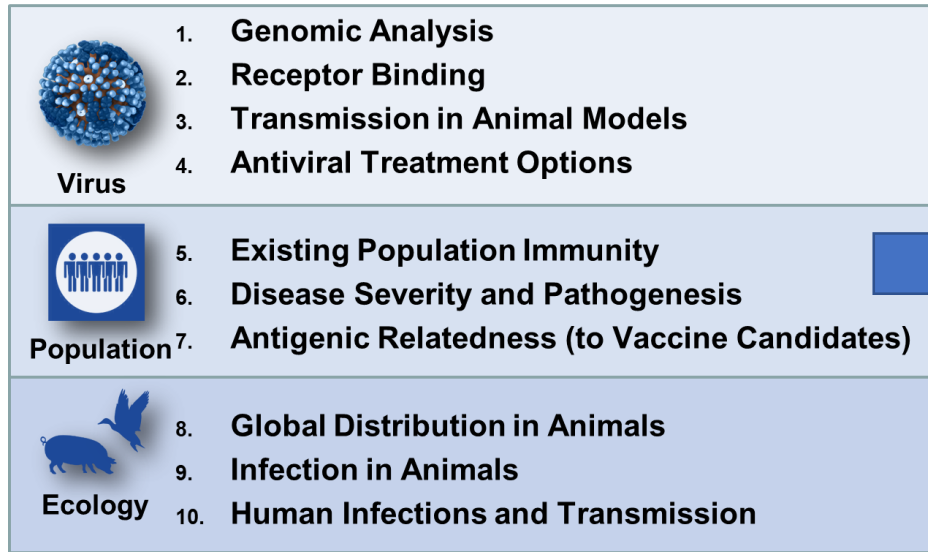 1. Genomic Analysis
2. Receptor Binding
3. Transmission in Animal Models
4. Antiviral Treatment Options
Virus
5. Existing Population Immunity
6. Disease Severity and Pathogenesis
7. Antigenic Relatedness (to Vaccine Candidates)
Population
8. Global Distribution in Animals
9. Infection in Animals
10. Human Infections and Transmission
Ecology